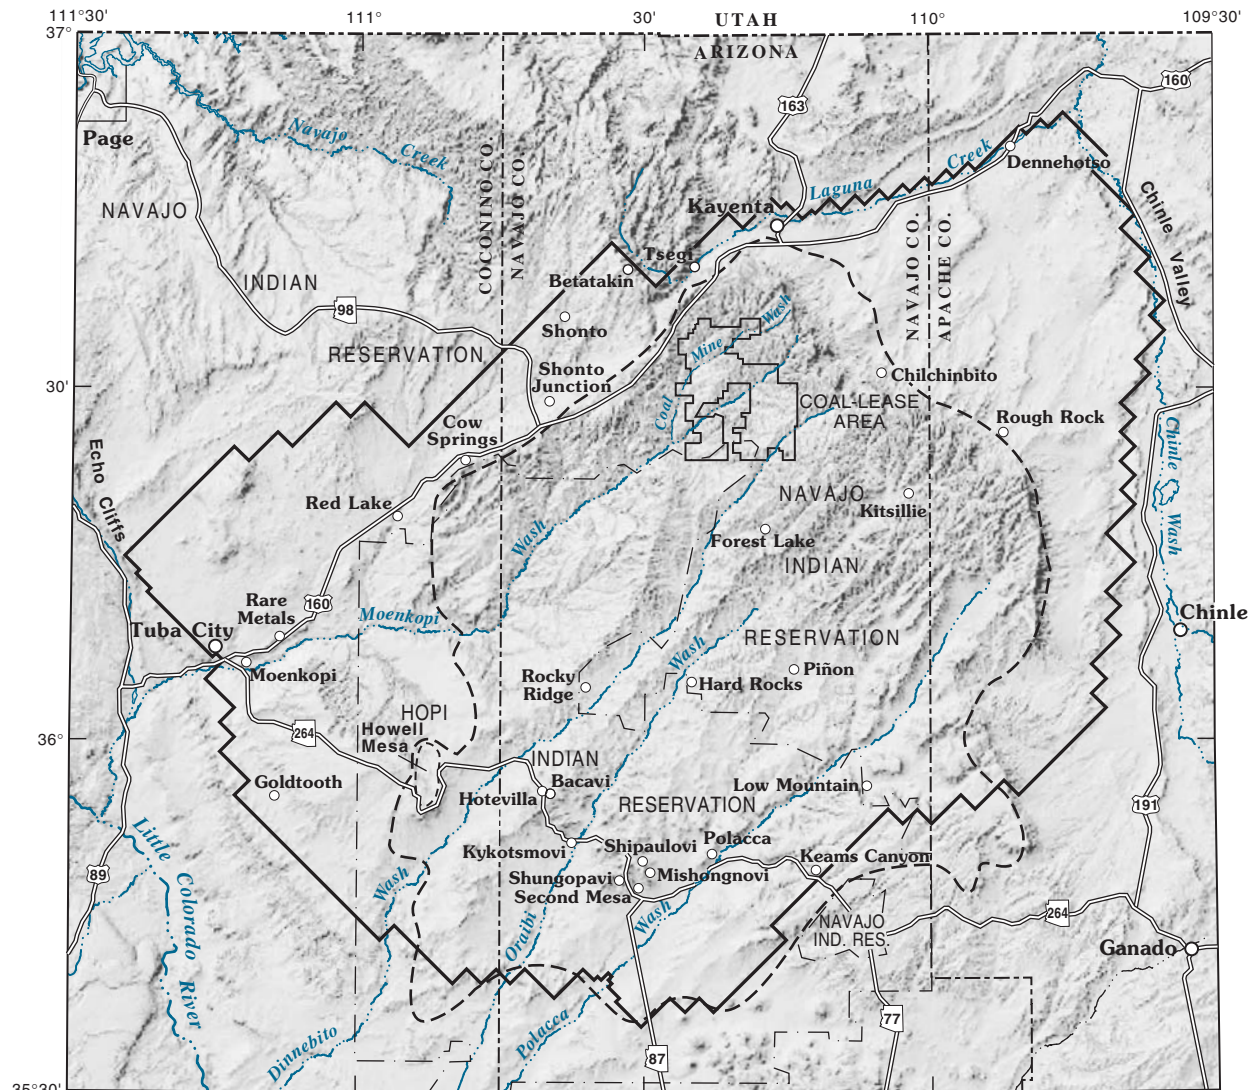 111°30'
111°
30'
UTAH
110°
109°30'
37°
ARIZONA
160
163
Page
Navajo
Creek
COCONINO CO.
NAVAJO CO.
Creek
Dennehotso
Laguna
Chinle
Valley
NAVAJO
Kayenta
NAVAJO CO.
APACHE CO.
Tsegi
INDIAN
Betatakin
98
Shonto
Wash
RESERVATION
Mine
Shonto
Junction
30'
Chilchinbito
Coal
COAL-LEASE
AREA
Cow
Springs
Rough Rock
Echo Cliffs
Chinle
Wash
Red Lake
NAVAJO
Kitsillie
Wash
Forest Lake
INDIAN
Rare
Metals
160
Moenkopi
Chinle
Tuba City
RESERVATION
Wash
Moenkopi
Rocky
Ridge
Hard Rocks
Piñon
HOPI
264
Howell
Mesa
36°
INDIAN
Goldtooth
Bacavi
Low Mountain
Hotevilla
RESERVATION
191
Little
Colorado
River
Polacca
Shipaulovi
Kykotsmovi
Keams Canyon
89
Mishongnovi
Shungopavi
Second Mesa
Wash
Wash
264
NAVAJO
IND. RES.
Oraibi
Ganado
77
Polacca
Dinnebito
87
35°30'